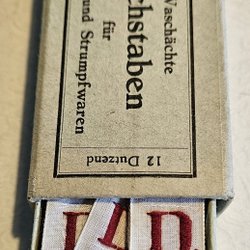 Waschächte
chstaben
für
und Strumpfwaren
12 Dutzend
n